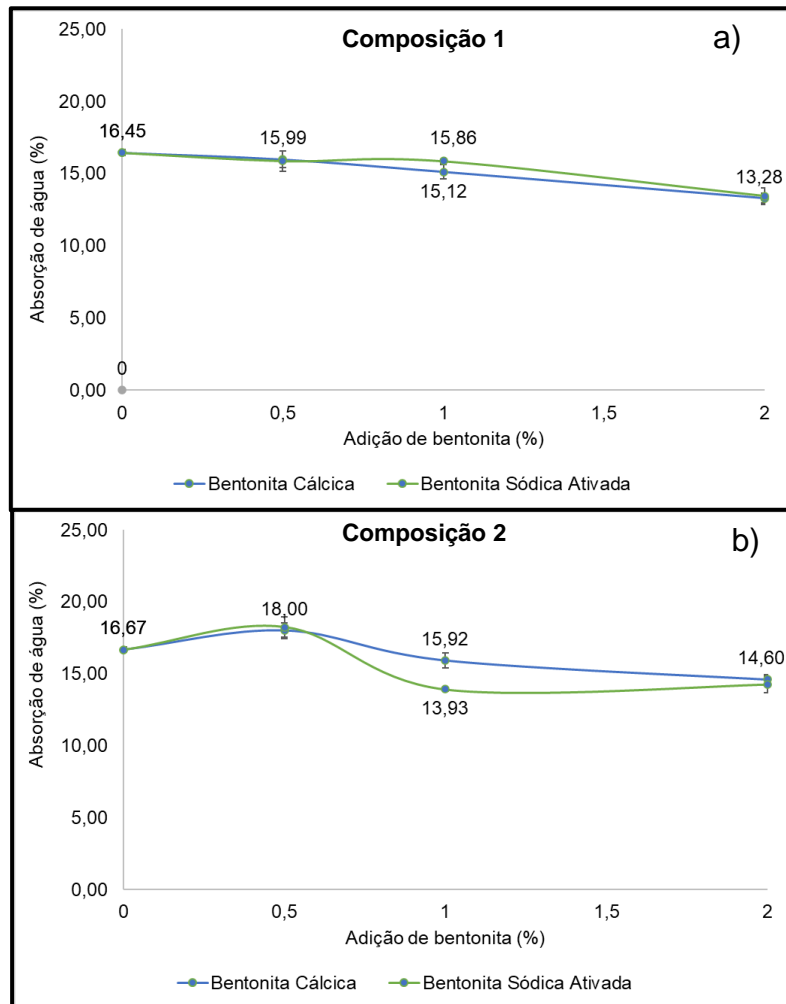 Composição 1
a)
Absorção de água (%)
25,00
20,00
15,00
10,00
5,00
0,00
16,45
15,99
15,86
15,12
13,28
0
0 0,5 1 1,5 2
Adição de bentonita (%)
Bentonita Cálcica Bentonita Sódica Ativada
Composição 2
b)
Absorção de água (%)
25,00
20,00
15,00
10,00
5,00
0,00
16,67
18,00
15,92
13,93
14,60
0 0,5 1 1,5 2
Adição de bentonita (%)
Bentonita Cálcica Bentonita Sódica Ativada